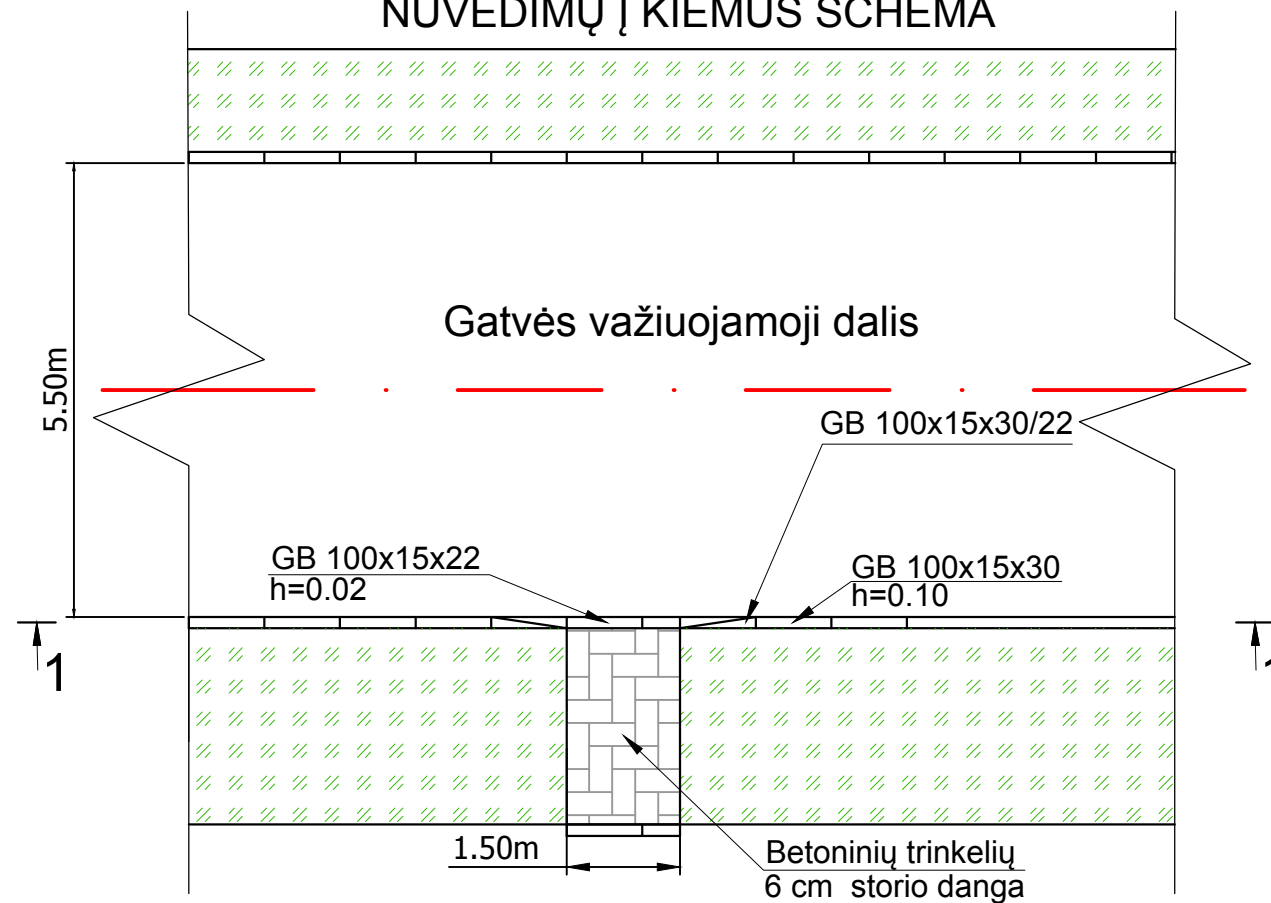 NUVEDIMŲ Į KIEMUS SCHEMA
Gatvės važiuojamoji dalis
5.50m
GB 100x15x30/22
GB 100x15x22
h=0.02
GB 100x15x30
h=0.10
1
1.50m
Betoninių trinkelių
6 cm storio danga